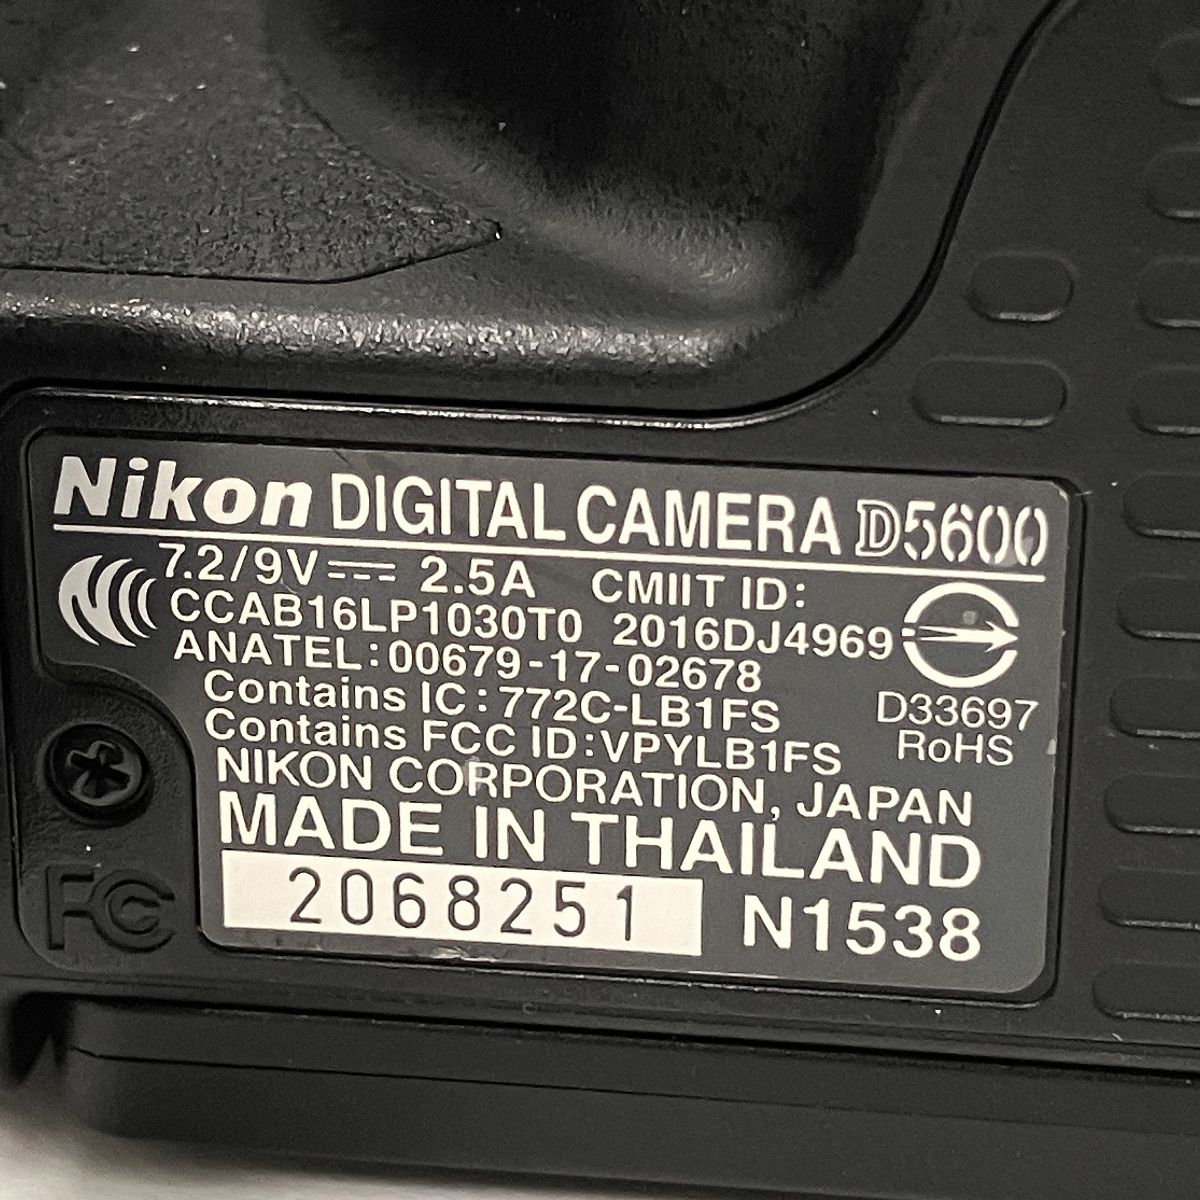 Nikon DIGITAL CAMERA D5600
7.2/9V⎓ 2.5A CMIIT ID:
CCAB16LP1030T0 2016DJ4969
ANATEL:00679-17-02678
Contains IC:772C-LB1FS
D33697
Contains FCC ID:VPYLB1FS
RoHS
NIKON CORPORATION, JAPAN
MADE IN THAILAND
2068251 N1538
FC